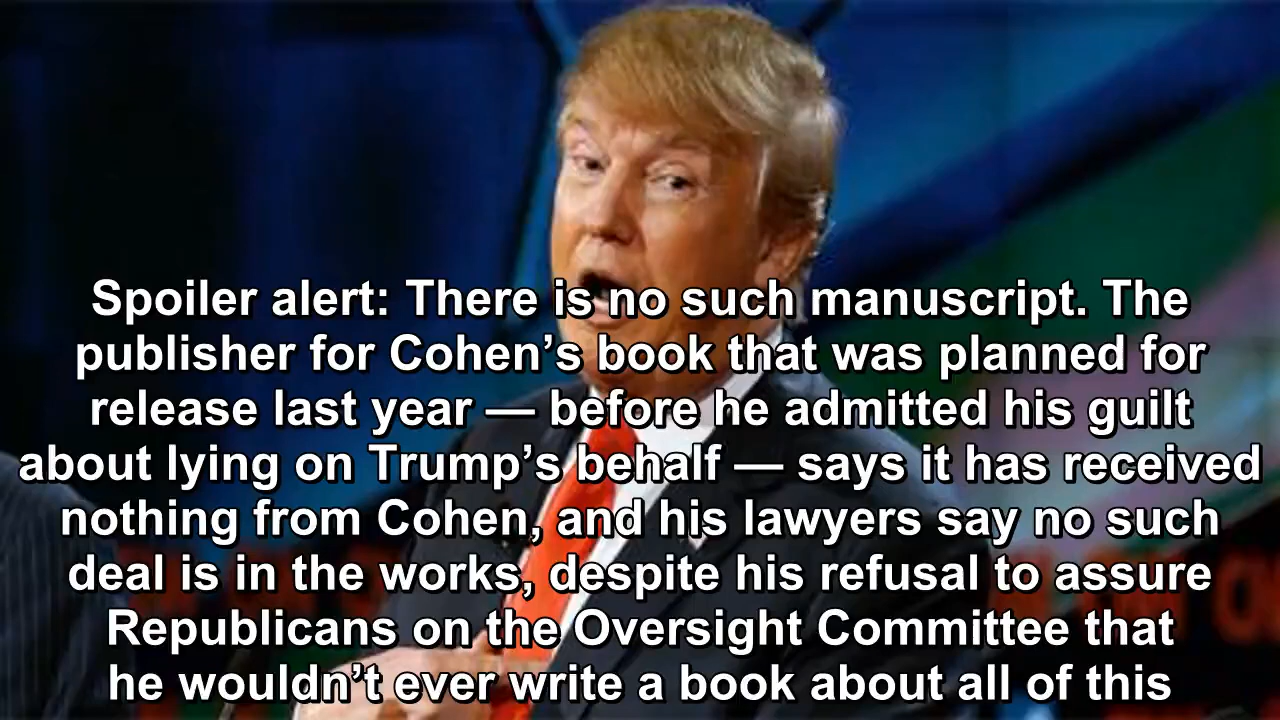 Spoiler alert: There is no such manuscript. The
publisher for Cohen’s book that was planned for
release last year — before he admitted his guilt
about lying on Trump’s behalf — says it has received
nothing from Cohen, and his lawyers say no such
deal is in the works, despite his refusal to assure
Republicans on the Oversight Committee that
he wouldn’t ever write a book about all of this